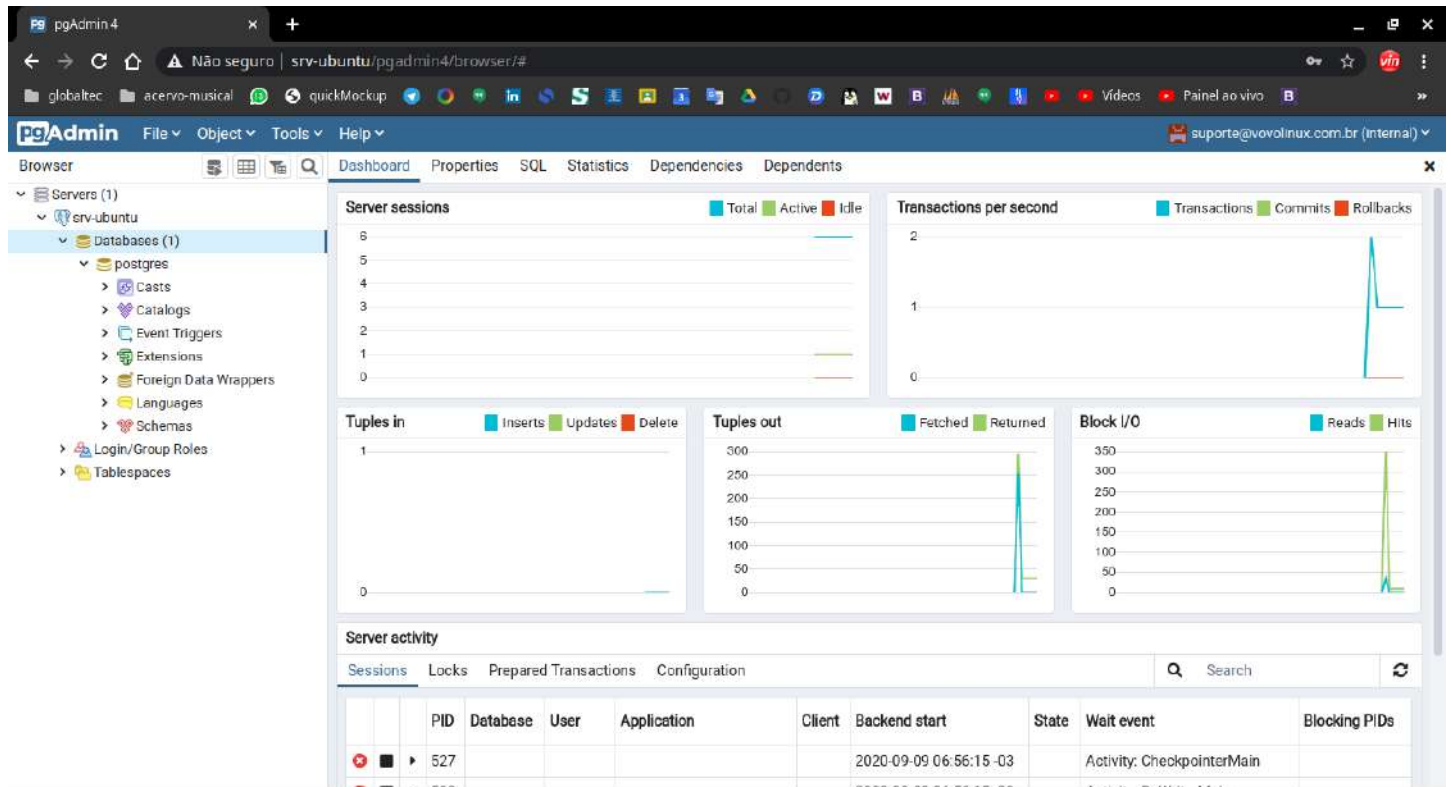 pgAdmin 4
Não seguro | srv-ubuntu/pgadmin4/browser/#
globaltec acervo-musical quickMockup Vídeos Painel ao vivo
pgAdmin File Object Tools Help suporte@vovolinux.com.br (internal)
Browser Dashboard Properties SQL Statistics Dependencies Dependents
Servers (1)
srv-ubuntu
Databases (1)
postgres
Casts
Catalogs
Event Triggers
Extensions
Foreign Data Wrappers
Languages
Schemas
Login/Group Roles
Tablespaces
Server sessions Total Active Idle
6
5
4
3
2
1
0
Transactions per second Transactions Commits Rollbacks
2
1
0
Tuples in Inserts Updates Delete
1
0
Tuples out Fetched Returned
300
250
200
150
100
50
0
Block I/O Reads Hits
350
300
250
200
150
100
50
0
Server activity
Sessions Locks Prepared Transactions Configuration Search
PID Database User Application Client Backend start State Wait event Blocking PIDs
527 2020-09-09 06:56:15 -03 Activity: CheckpointerMain